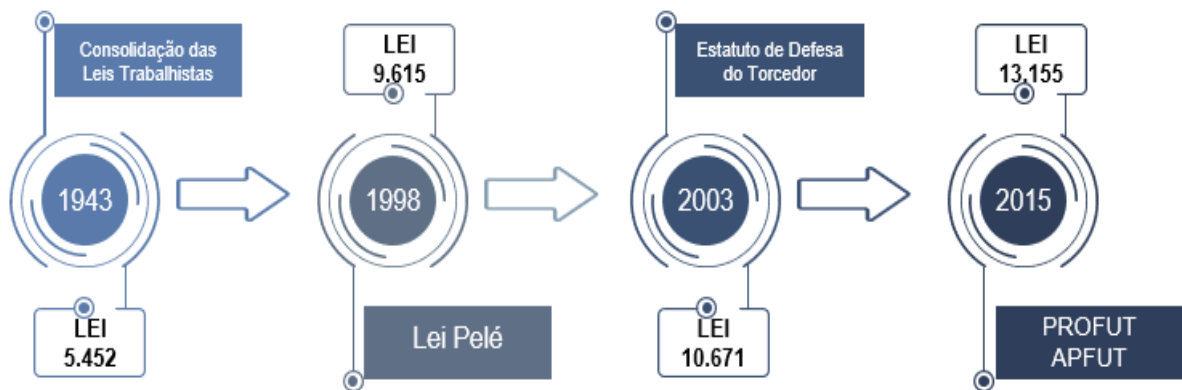 Consolidação das
Leis Trabalhistas
1943
LEI
5.452
LEI
9.615
1998
Lei Pelé
Estatuto de Defesa
do Torcedor
2003
LEI
10.671
LEI
13.155
2015
PROFUT
APFUT